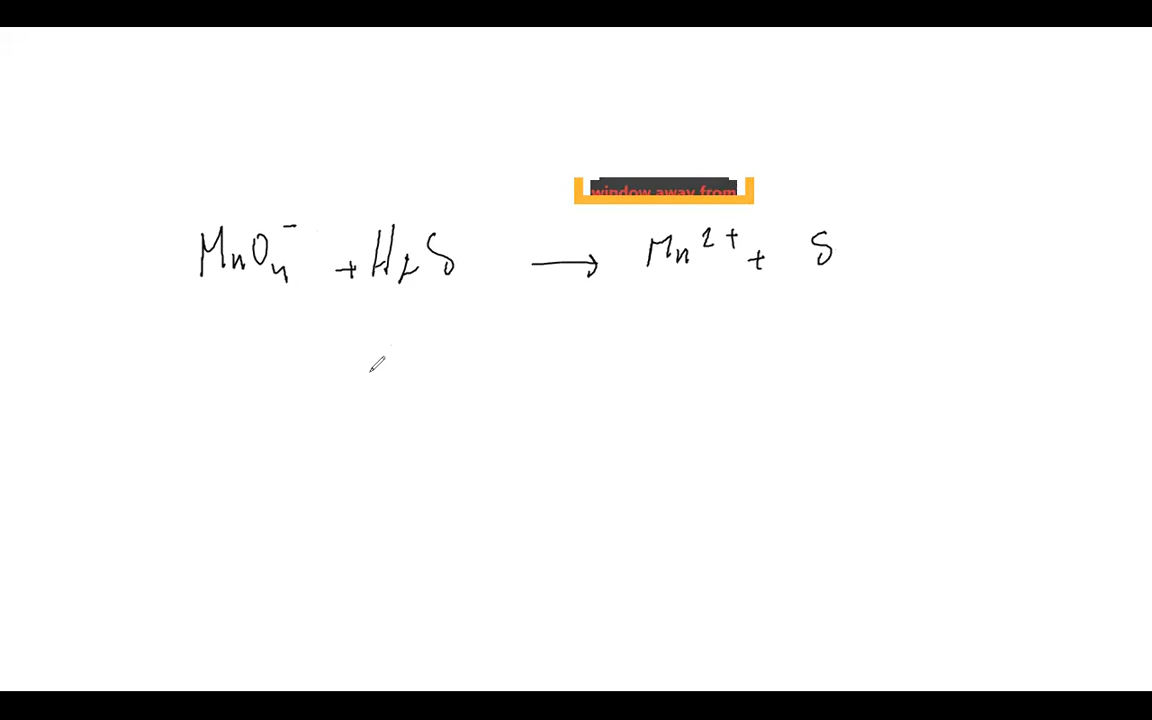 window away from
MnO₄⁻ + H₂S → Mn²⁺ + S